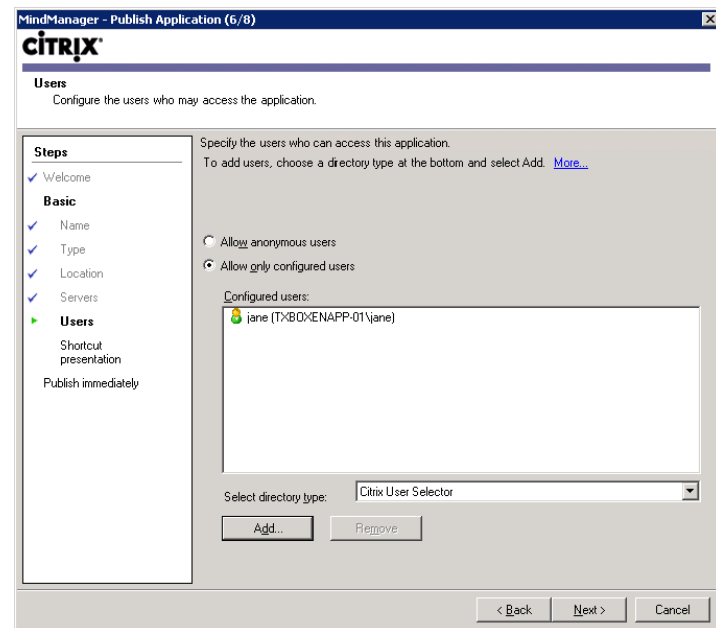 MindManager - Publish Application (6/8)
CİTRIX
Users
Configure the users who may access the application.
Steps
Welcome
Basic
Name
Type
Location
Servers
Users
Shortcut
presentation
Publish immediately
Specify the users who can access this application.
To add users, choose a directory type at the bottom and select Add. More...
Allow anonymous users
Allow only configured users
Configured users:
jane (TXBOXENAPP-01\jane)
Select directory type: Citrix User Selector
Add... Remove
< Back Next > Cancel